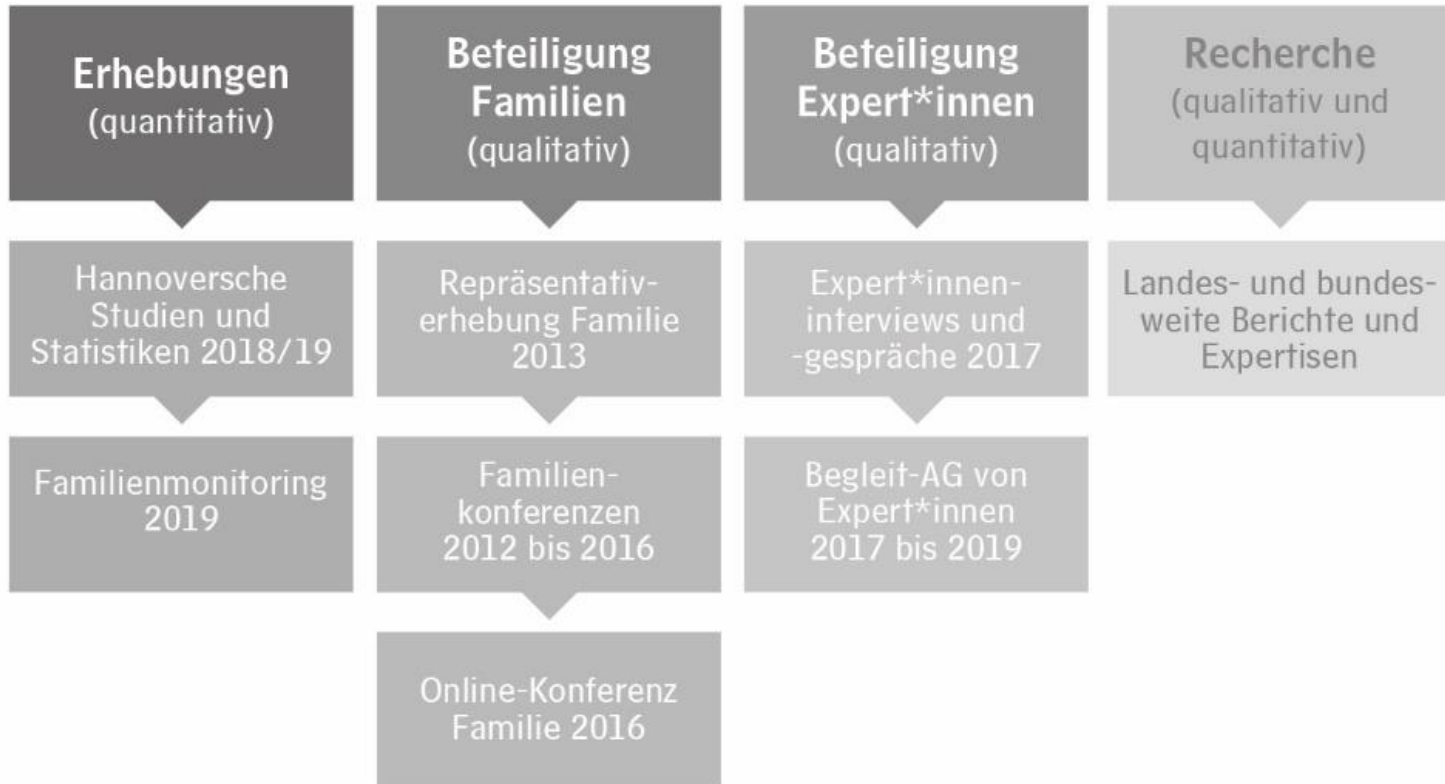 Erhebungen
(quantitativ)
Hannoversche
Studien und
Statistiken 2018/19
Familienmonitoring
2019
Beteiligung
Familien
(qualitativ)
Repräsentativ-
erhebung Familie
2013
Familien-
konferenzen
2012 bis 2016
Online-Konferenz
Familie 2016
Beteiligung
Expert*innen
(qualitativ)
Expert*innen-
interviews und
-gespräche 2017
Begleit-AG von
Expert*innen
2017 bis 2019
Recherche
(qualitativ und
quantitativ)
Landes- und bundes-
weite Berichte und
Expertisen